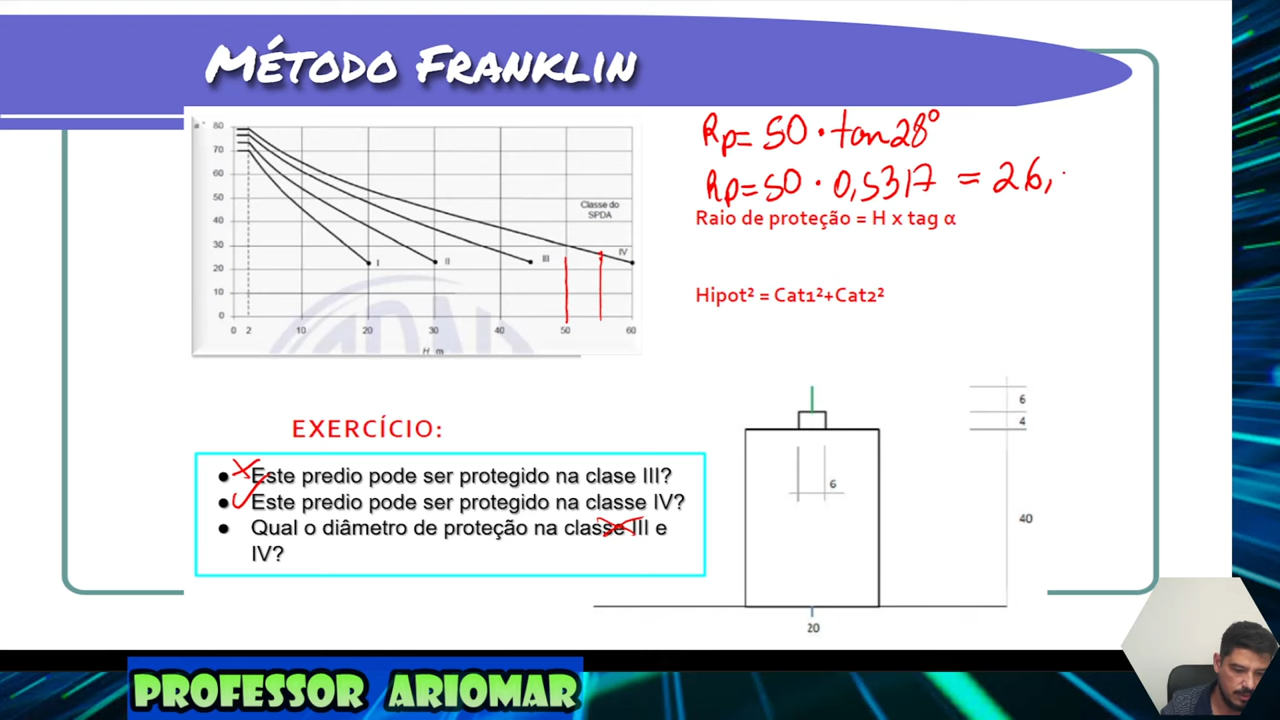 MÉTODO FRANKLIN
Rp= 50 · tan 28°
Rp= 50 · 0,5317 = 26,
Raio de proteção = H x tag α
Hipot² = Cat1²+Cat2²
α °
80
70
60
50
40
30
20
10
0
Classe do
SPDA
I
II
III
IV
0 2 10 20 30 40 50 60
H m
EXERCÍCIO:
● Este predio pode ser protegido na clase III?
● Este predio pode ser protegido na classe IV?
● Qual o diâmetro de proteção na classe III e
IV?
6
4
6
40
20
PROFESSOR ARIOMAR